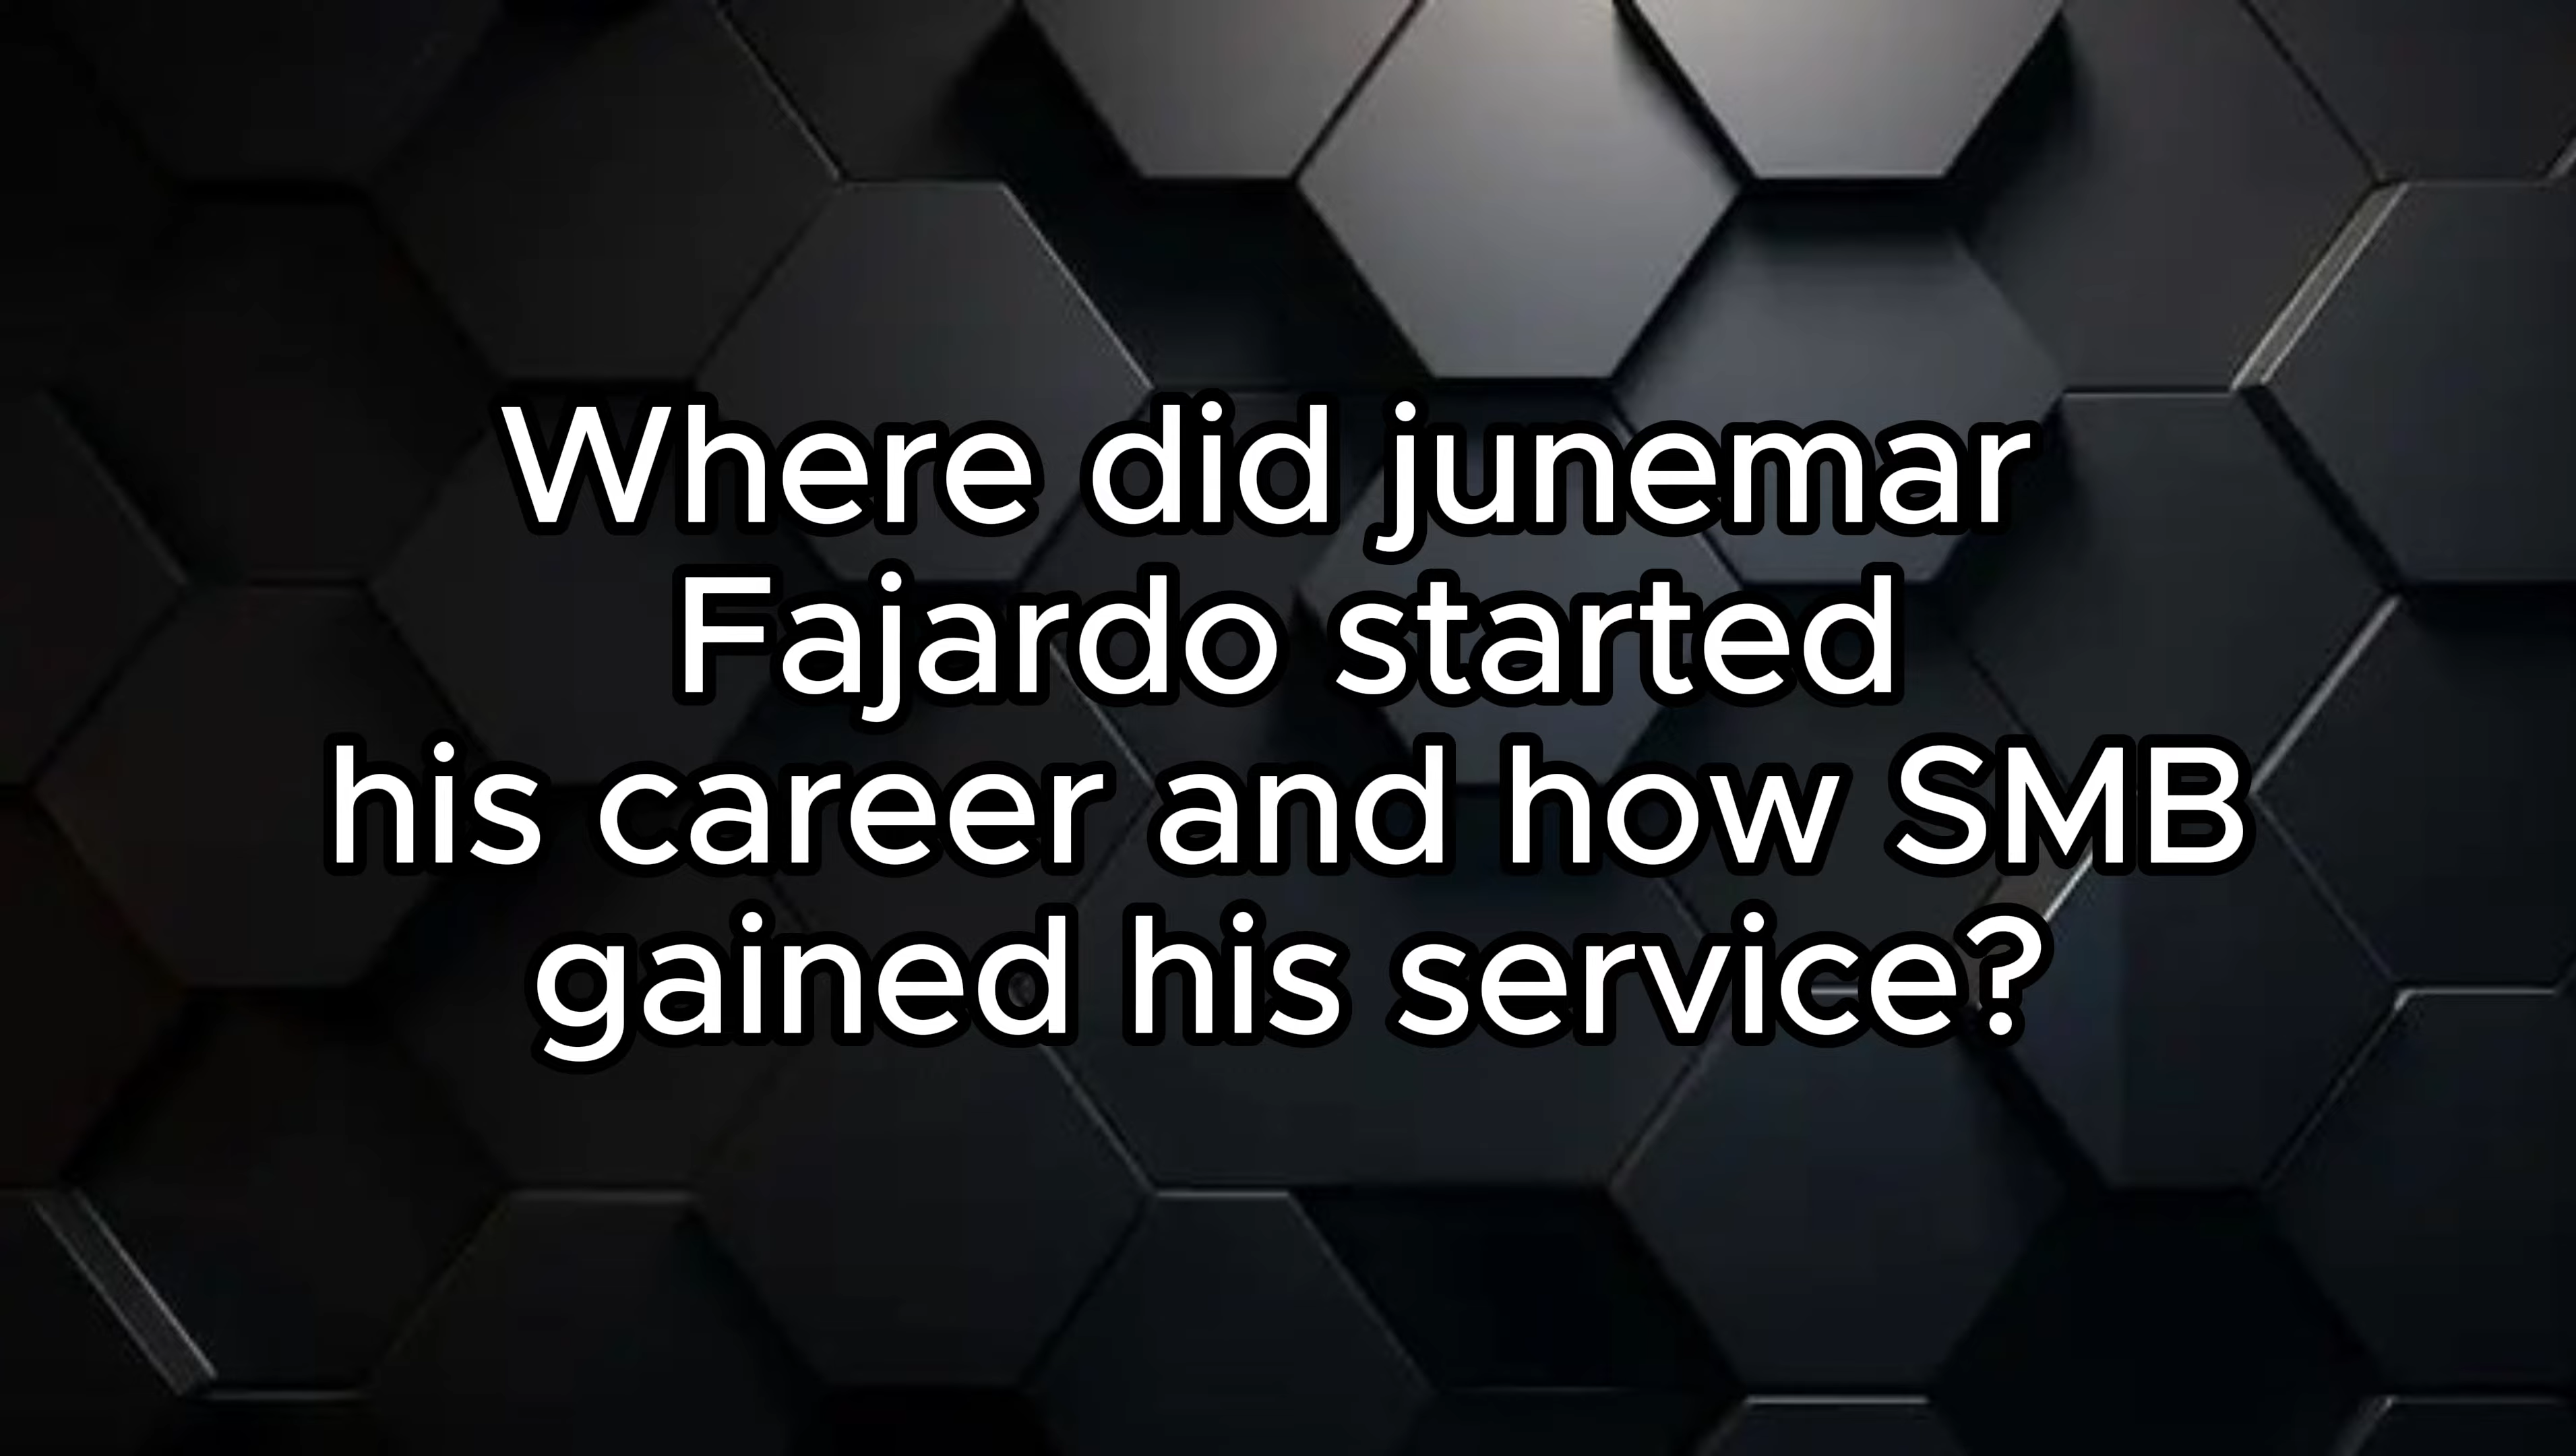 Where did junemar
Fajardo started
his career and how SMB
gained his service?